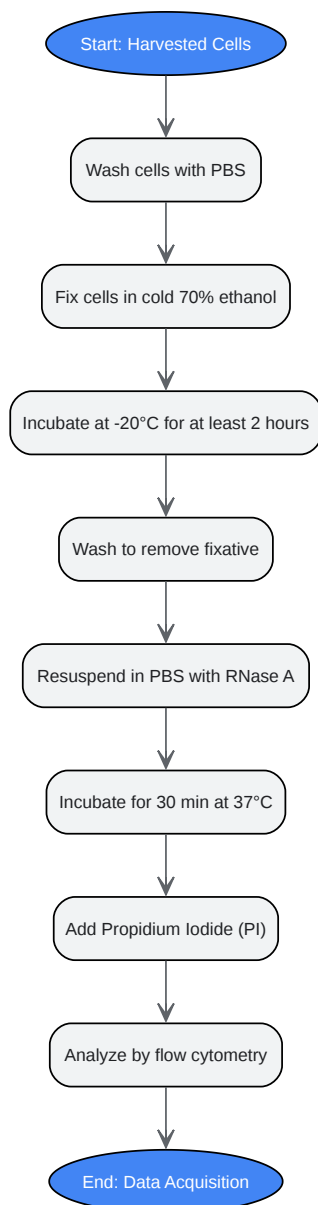 Start: Harvested Cells
Wash cells with PBS
Fix cells in cold 70% ethanol
Incubate at -20°C for at least 2 hours
Wash to remove fixative
Resuspend in PBS with RNase A
Incubate for 30 min at 37°C
Add Propidium Iodide (PI)
Analyze by flow cytometry
End: Data Acquisition